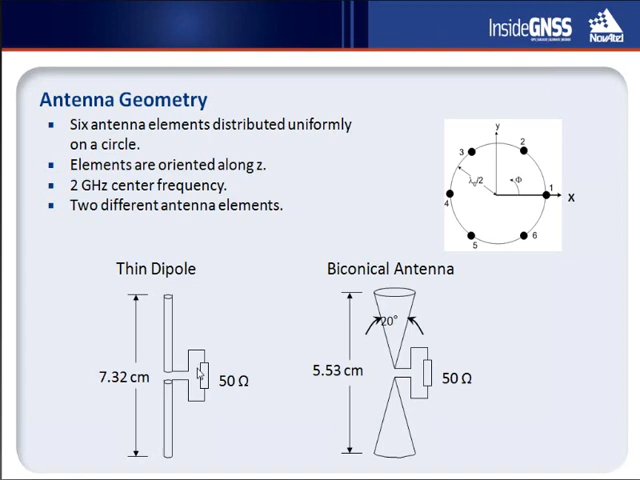 InsideGNSS
NovAtel
Antenna Geometry
Six antenna elements distributed uniformly
on a circle.
Elements are oriented along z.
2 GHz center frequency.
Two different antenna elements.
y
3
2
λ₀/2
Φ
1
x
4
5
6
Thin Dipole
Biconical Antenna
20°
7.32 cm
50 Ω
5.53 cm
50 Ω